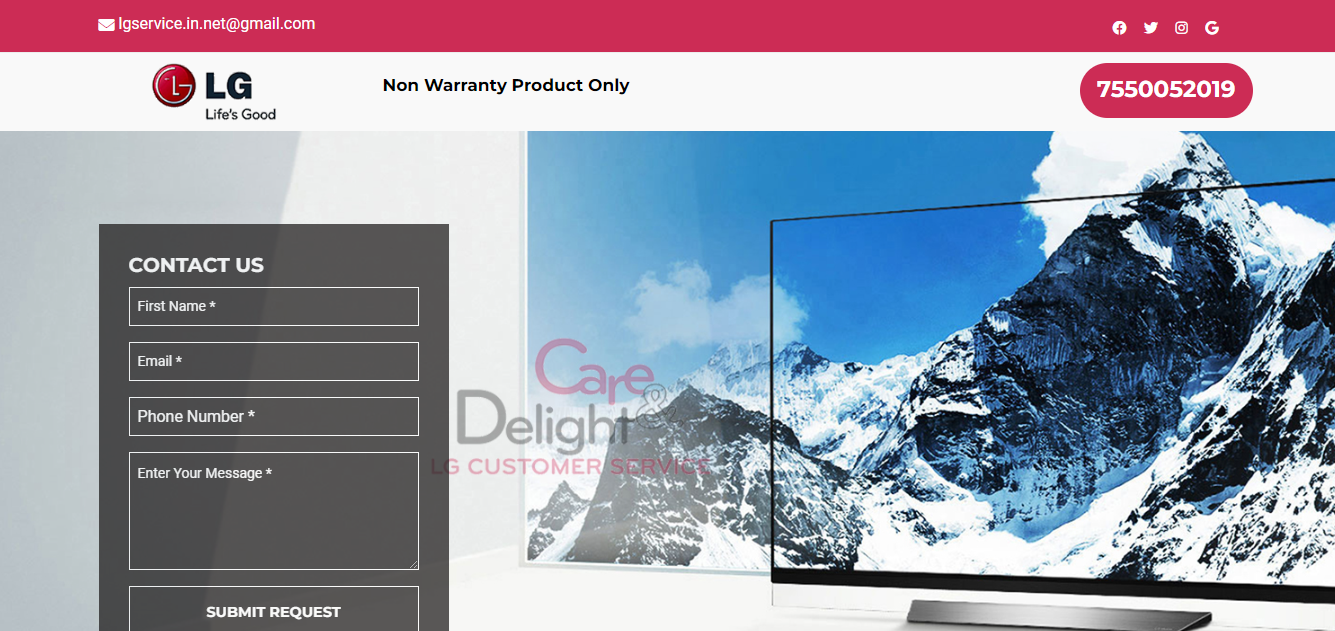 lgservice.in.net@gmail.com
LG
Life's Good
Non Warranty Product Only
7550052019
CONTACT US
First Name *
Email *
Phone Number *
Enter Your Message *
SUBMIT REQUEST
Care
& Delight
LG CUSTOMER SERVICE